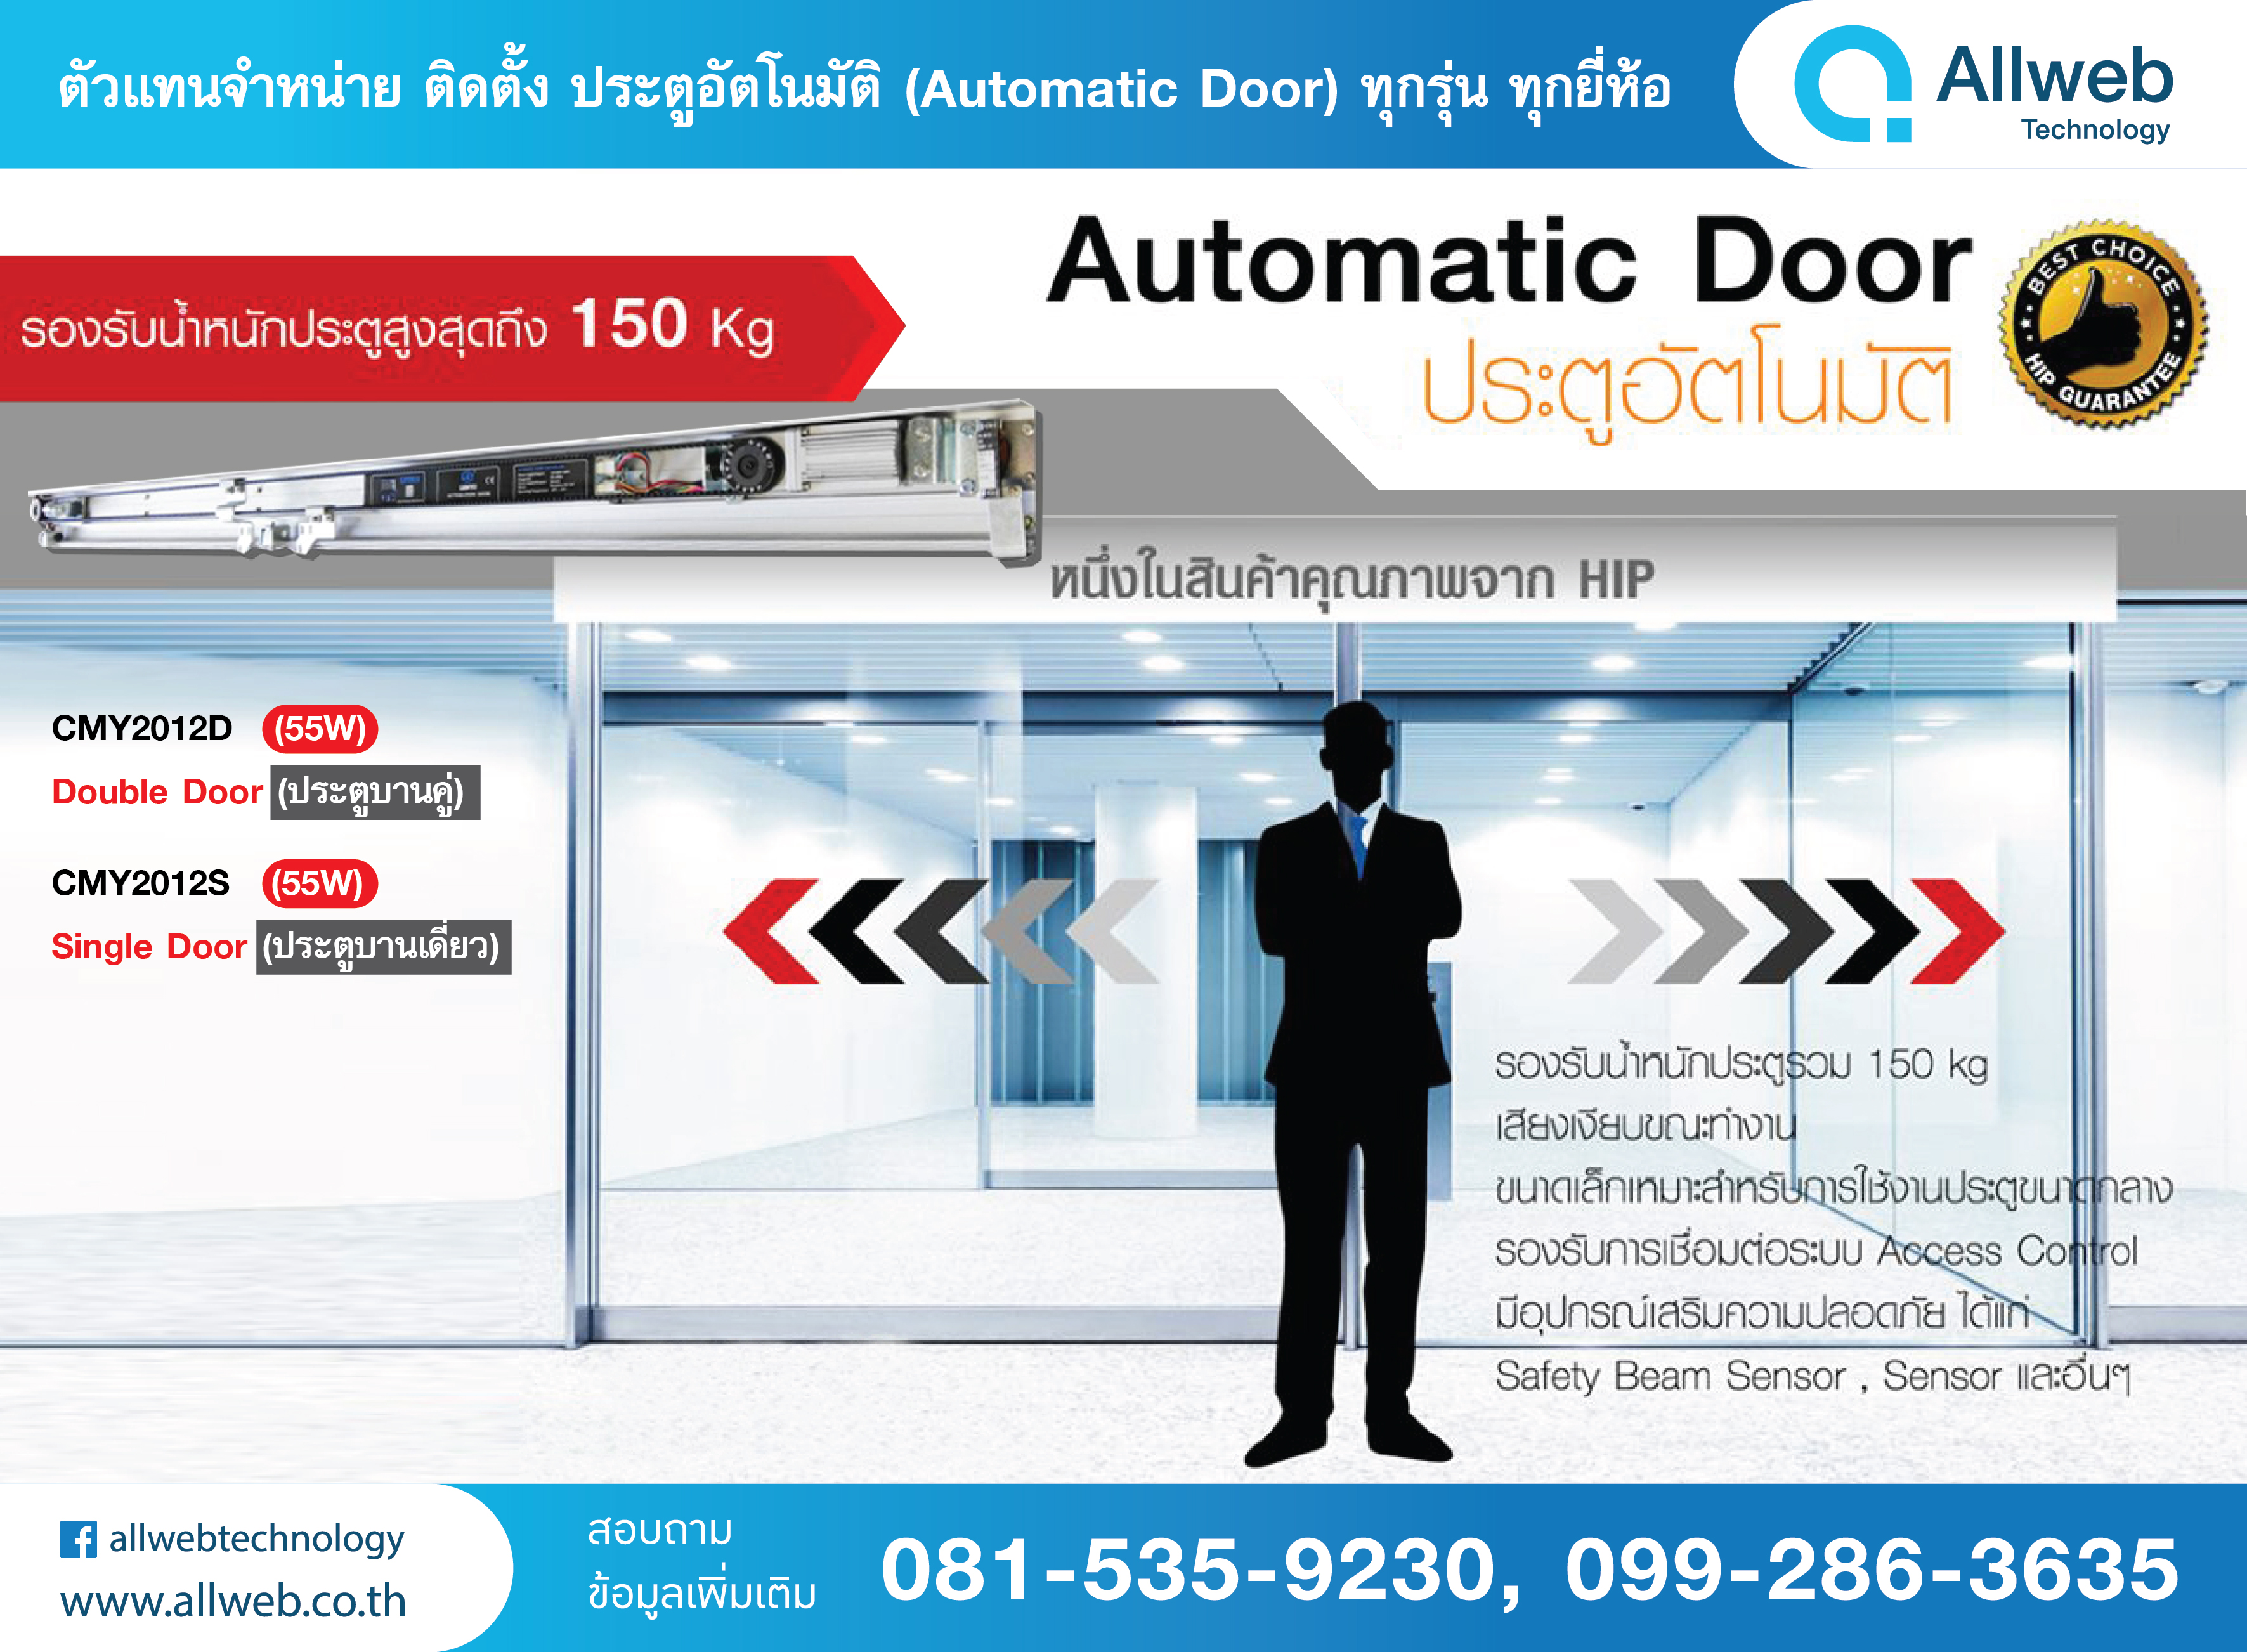 ตัวแทนจำหน่าย ติดตั้ง ประตูอัตโนมัติ (Automatic Door) ทุกรุ่น ทุกยี่ห้อ
Allweb
Technology
Automatic Door
ประตูอัตโนมัติ
BEST CHOICE
HIP GUARANTEE
รองรับน้ำหนักประตูสูงสุดถึง 150 Kg
หนึ่งในสินค้าคุณภาพจาก HIP
CMY2012D (55W)
Double Door (ประตูบานคู่)
CMY2012S (55W)
Single Door (ประตูบานเดี่ยว)
รองรับน้ำหนักประตูรวม 150 kg
เสียงเงียบขณะทำงาน
ขนาดเล็กเหมาะสำหรับการใช้งานประตูขนาดกลาง
รองรับการเชื่อมต่อระบบ Access Control
มีอุปกรณ์เสริมความปลอดภัย ได้แก่
Safety Beam Sensor , Sensor และอื่นๆ
allwebtechnology
www.allweb.co.th
สอบถาม
ข้อมูลเพิ่มเติม
081-535-9230, 099-286-3635